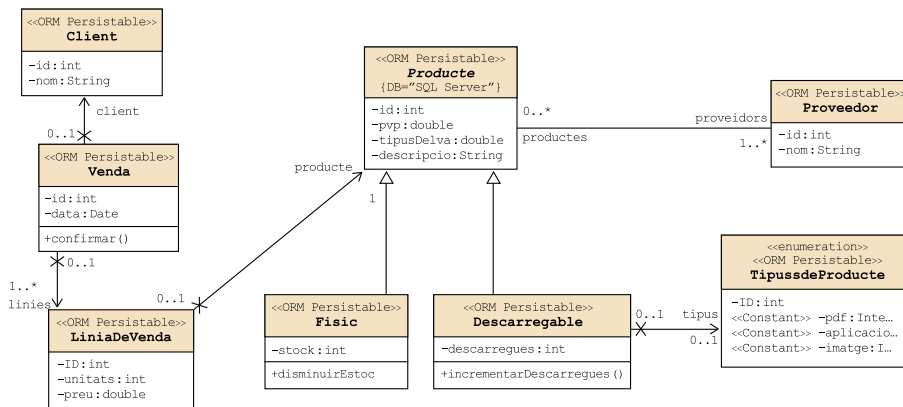 <<ORM Persistable>>
Client
-id:int
-nom:String
client
0..1
<<ORM Persistable>>
Venda
-id:int
-data:Date
+confirmar()
0..1
1..*
linies
<<ORM Persistable>>
LiniaDeVenda
-ID:int
-unitats:int
-preu:double
0..1
producte
<<ORM Persistable>>
Producte
{DB="SQL Server"}
-id:int
-pvp:double
-tipusDelva:double
-descripcio:String
0..*
productes
proveidors
1..*
<<ORM Persistable>>
Proveedor
-id:int
-nom:String
1
<<ORM Persistable>>
Fisic
-stock:int
+disminuirEstoc
<<ORM Persistable>>
Descarregable
-descarregues:int
+incrementarDescarregues()
0..1
tipus
0..1
<<enumeration>>
<<ORM Persistable>>
TipussdeProducte
-ID:int
<<Constant>> -pdf:Inte…
<<Constant>> -aplicacio…
<<Constant>> -imatge:I…